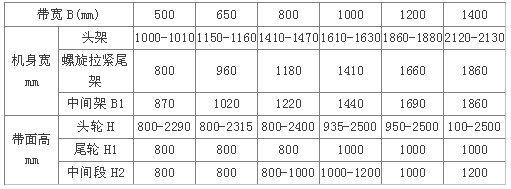 带宽 B(mm) 500 650 800 1000 1200 1400
机身宽 mm 头架 1000-1010 1150-1160 1410-1470 1610-1630 1860-1880 2120-2130
螺旋拉紧尾架 800 960 1180 1410 1660 1860
中间架 B1 870 1020 1220 1440 1690 1860
带面高 mm 头轮 H 800-2290 800-2315 800-2400 935-2500 950-2500 100-2500
尾轮 H1 800 800 800 1000 1000 1000
中间段 H2 800 800 800-1000 1000-1200 1000 1200